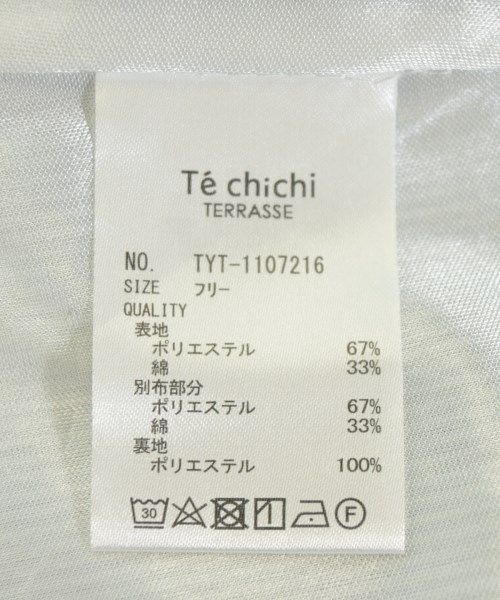 Té chichi
TERRASSE
NO. TYT-1107216
SIZE フリー
QUALITY
表地
ポリエステル 67%
綿 33%
別布部分
ポリエステル 67%
綿 33%
裏地
ポリエステル 100%
30 F